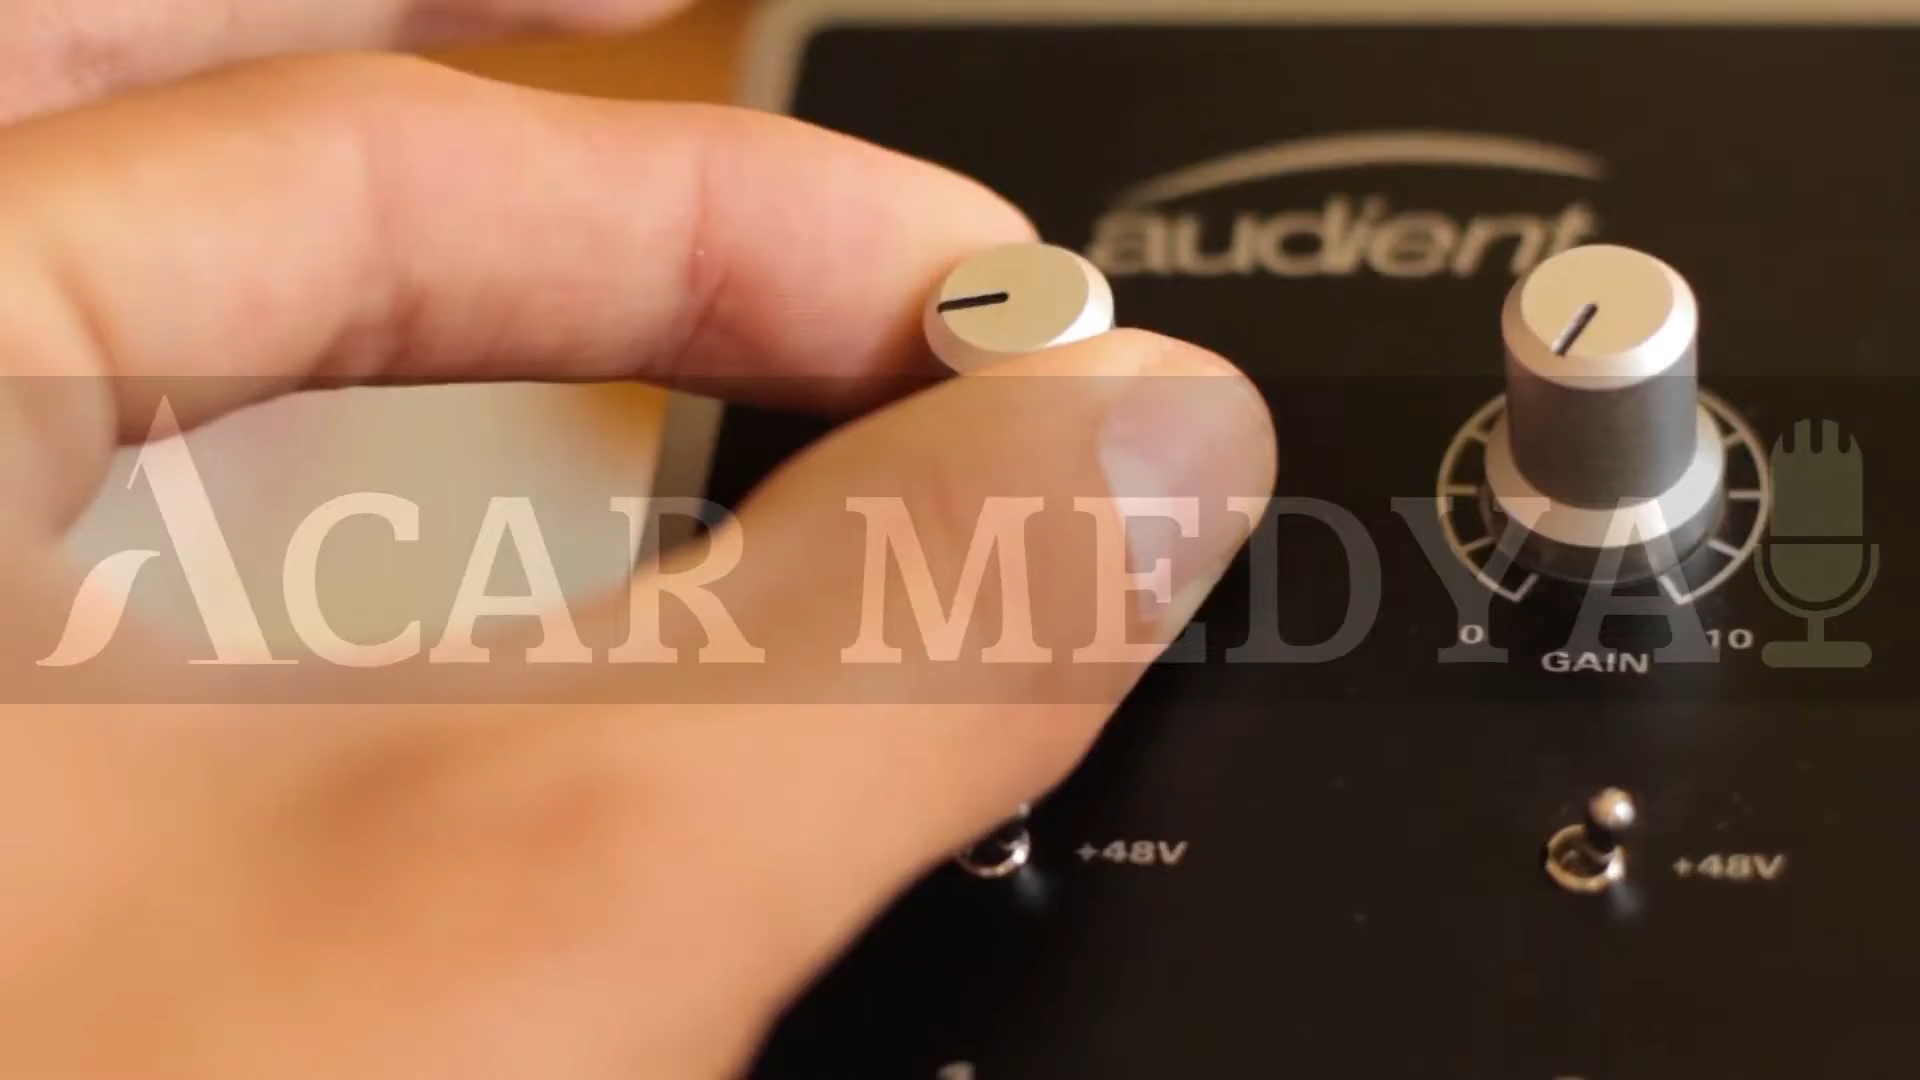 audient
ACAR MEDYA
0 10
GAIN
+48V +48V